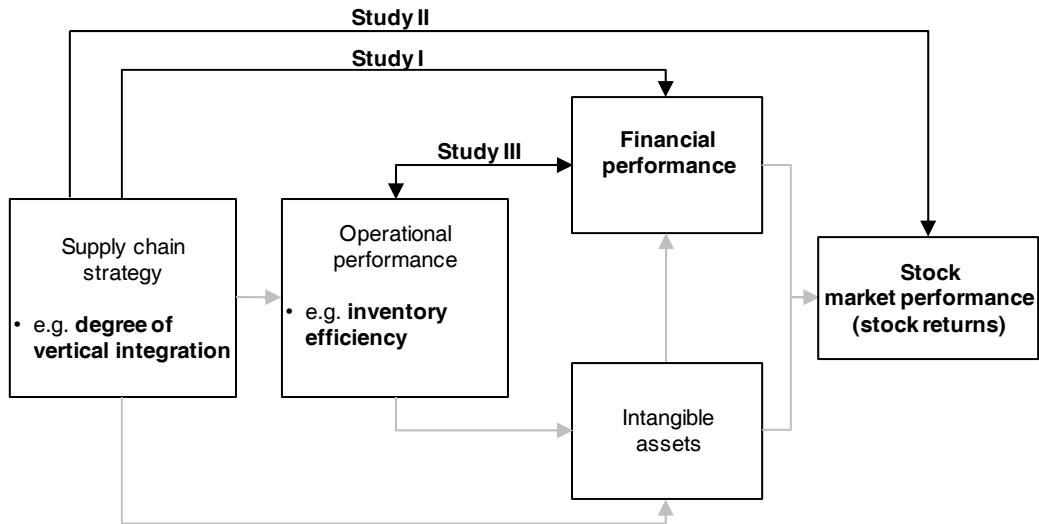 Study II
Study I
Study III
Financial
performance
Supply chain
strategy
• e.g. degree of
vertical integration
Operational
performance
• e.g. inventory
efficiency
Stock
market performance
(stock returns)
Intangible
assets